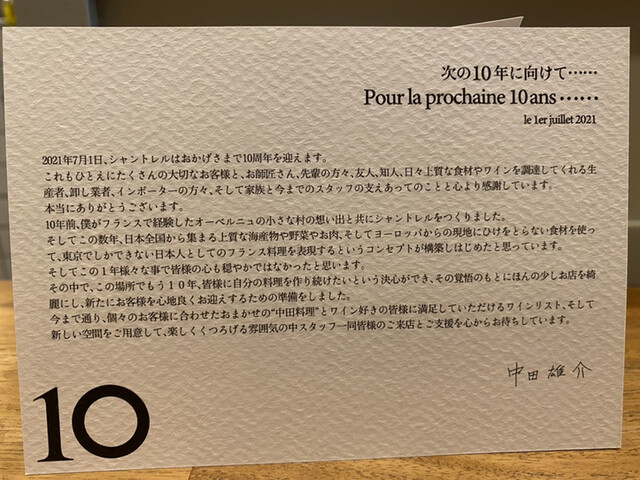 次の10年に向けて……
Pour la prochaine 10 ans ……
le 1er juillet 2021
2021年7月1日、シャントレルはおかげさまで10周年を迎えます。
これもひとえにたくさんの大切なお客様と、お師匠さん、先輩の方々、友人、知人、日々上質な食材やワインを調達してくれる生
産者、卸し業者、インポーターの方々、そして家族と今までのスタッフの支えあってのことと心より感謝しています。
本当にありがとうございます。
10年前、僕がフランスで経験したオーベルニュの小さな村の想い出と共にシャントレルをつくりました。
そしてこの数年、日本全国から集まる上質な海産物や野菜やお肉、そしてヨーロッパからの現地にひけをとらない食材を使っ
て、東京でしかできない日本人としてのフランス料理を表現するというコンセプトが構築しはじめたと思っています。
そしてこの1年様々な事で皆様の心も穏やかではなかったと思います。
その中で、この場所でもう10年、皆様に自分の料理を作り続けたいという決心ができ、その覚悟のもとにほんの少しお店を綺
麗にし、新たにお客様を心地良くお迎えするための準備をしました。
今まで通り、個々のお客様に合わせたおまかせの“中田料理”とワイン好きの皆様に満足していただけるワインリスト、そして
新しい空間をご用意して、楽しくくつろげる雰囲気の中スタッフ一同皆様のご来店とご支援を心からお待ちしています。
中田雄介
10